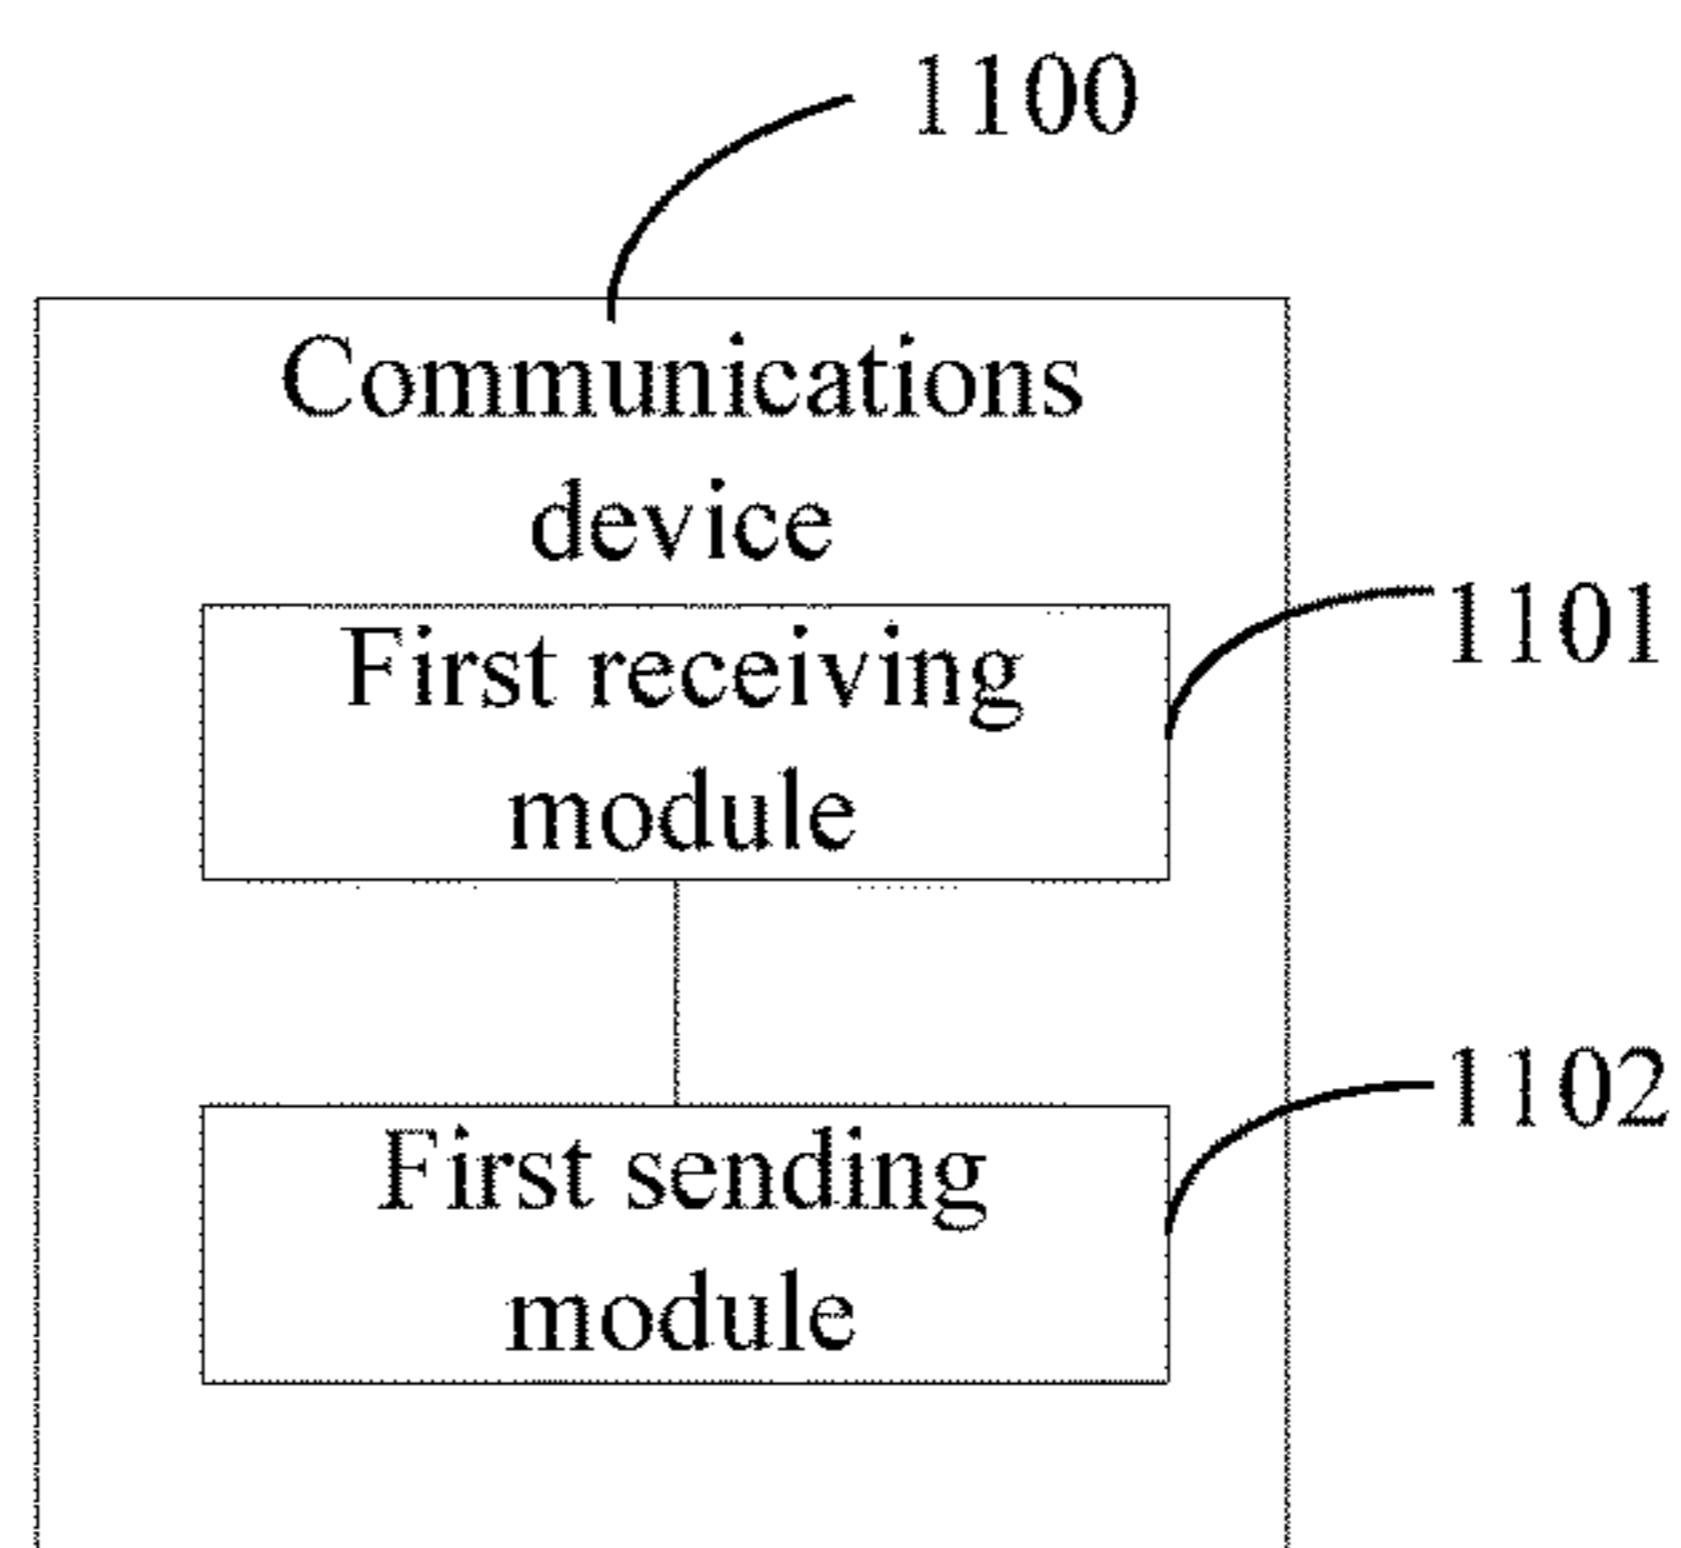 1100
Communications
device
First receiving
module
1101
First sending
module
1102